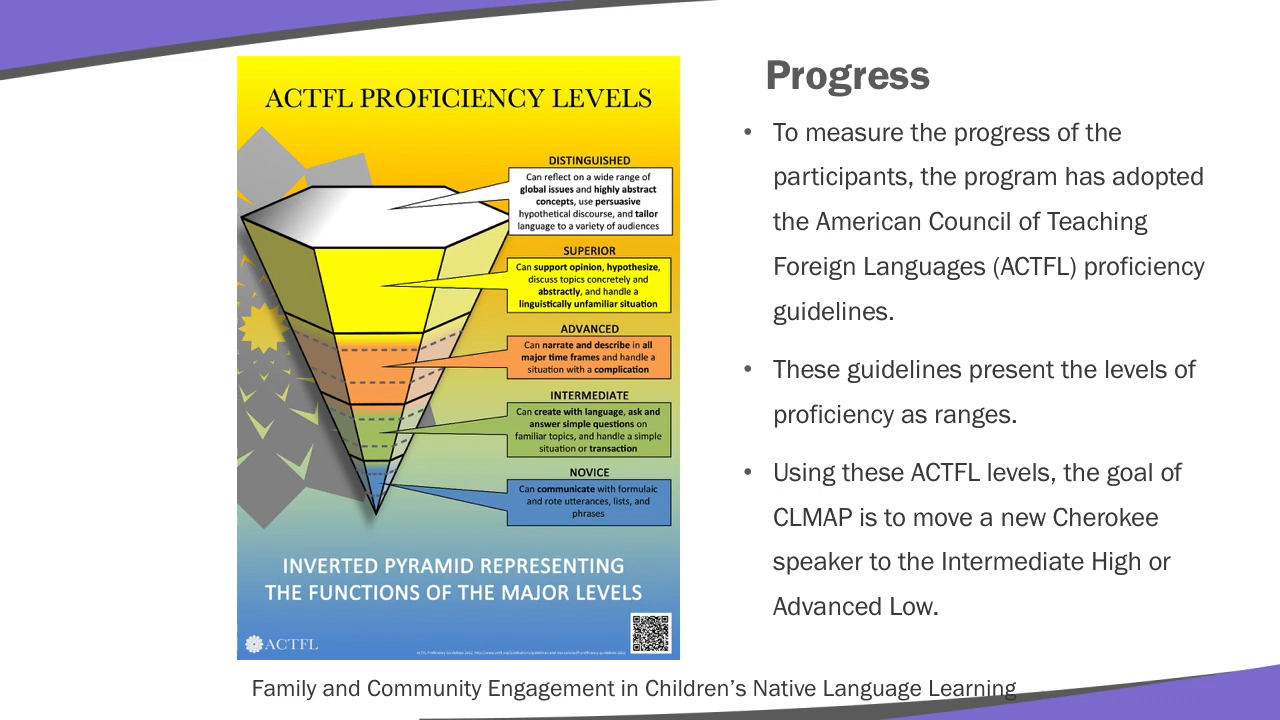 ACTFL PROFICIENCY LEVELS
DISTINGUISHED
Can reflect on a wide range of
global issues and highly abstract
concepts, use persuasive
hypothetical discourse, and tailor
language to a variety of audiences
SUPERIOR
Can support opinion, hypothesize,
discuss topics concretely and
abstractly, and handle a
linguistically unfamiliar situation
ADVANCED
Can narrate and describe in all
major time frames and handle a
situation with a complication
INTERMEDIATE
Can create with language, ask and
answer simple questions on
familiar topics, and handle a simple
situation or transaction
NOVICE
Can communicate with formulaic
and rote utterances, lists, and
phrases
INVERTED PYRAMID REPRESENTING
THE FUNCTIONS OF THE MAJOR LEVELS
ACTFL
Progress
• To measure the progress of the
participants, the program has adopted
the American Council of Teaching
Foreign Languages (ACTFL) proficiency
guidelines.
• These guidelines present the levels of
proficiency as ranges.
• Using these ACTFL levels, the goal of
CLMAP is to move a new Cherokee
speaker to the Intermediate High or
Advanced Low.
Family and Community Engagement in Children's Native Language Learning